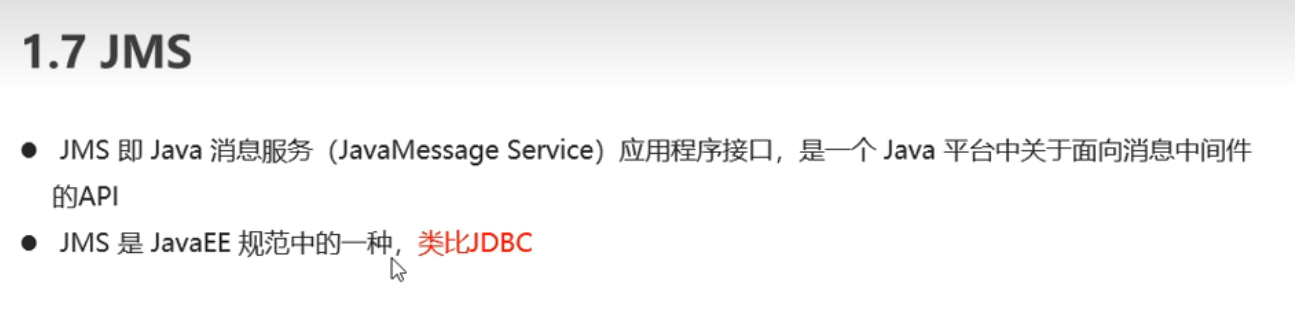 1.7 JMS
● JMS 即 Java 消息服务（JavaMessage Service）应用程序接口，是一个 Java 平台中关于面向消息中间件
的API
● JMS 是 JavaEE 规范中的一种，类比JDBC